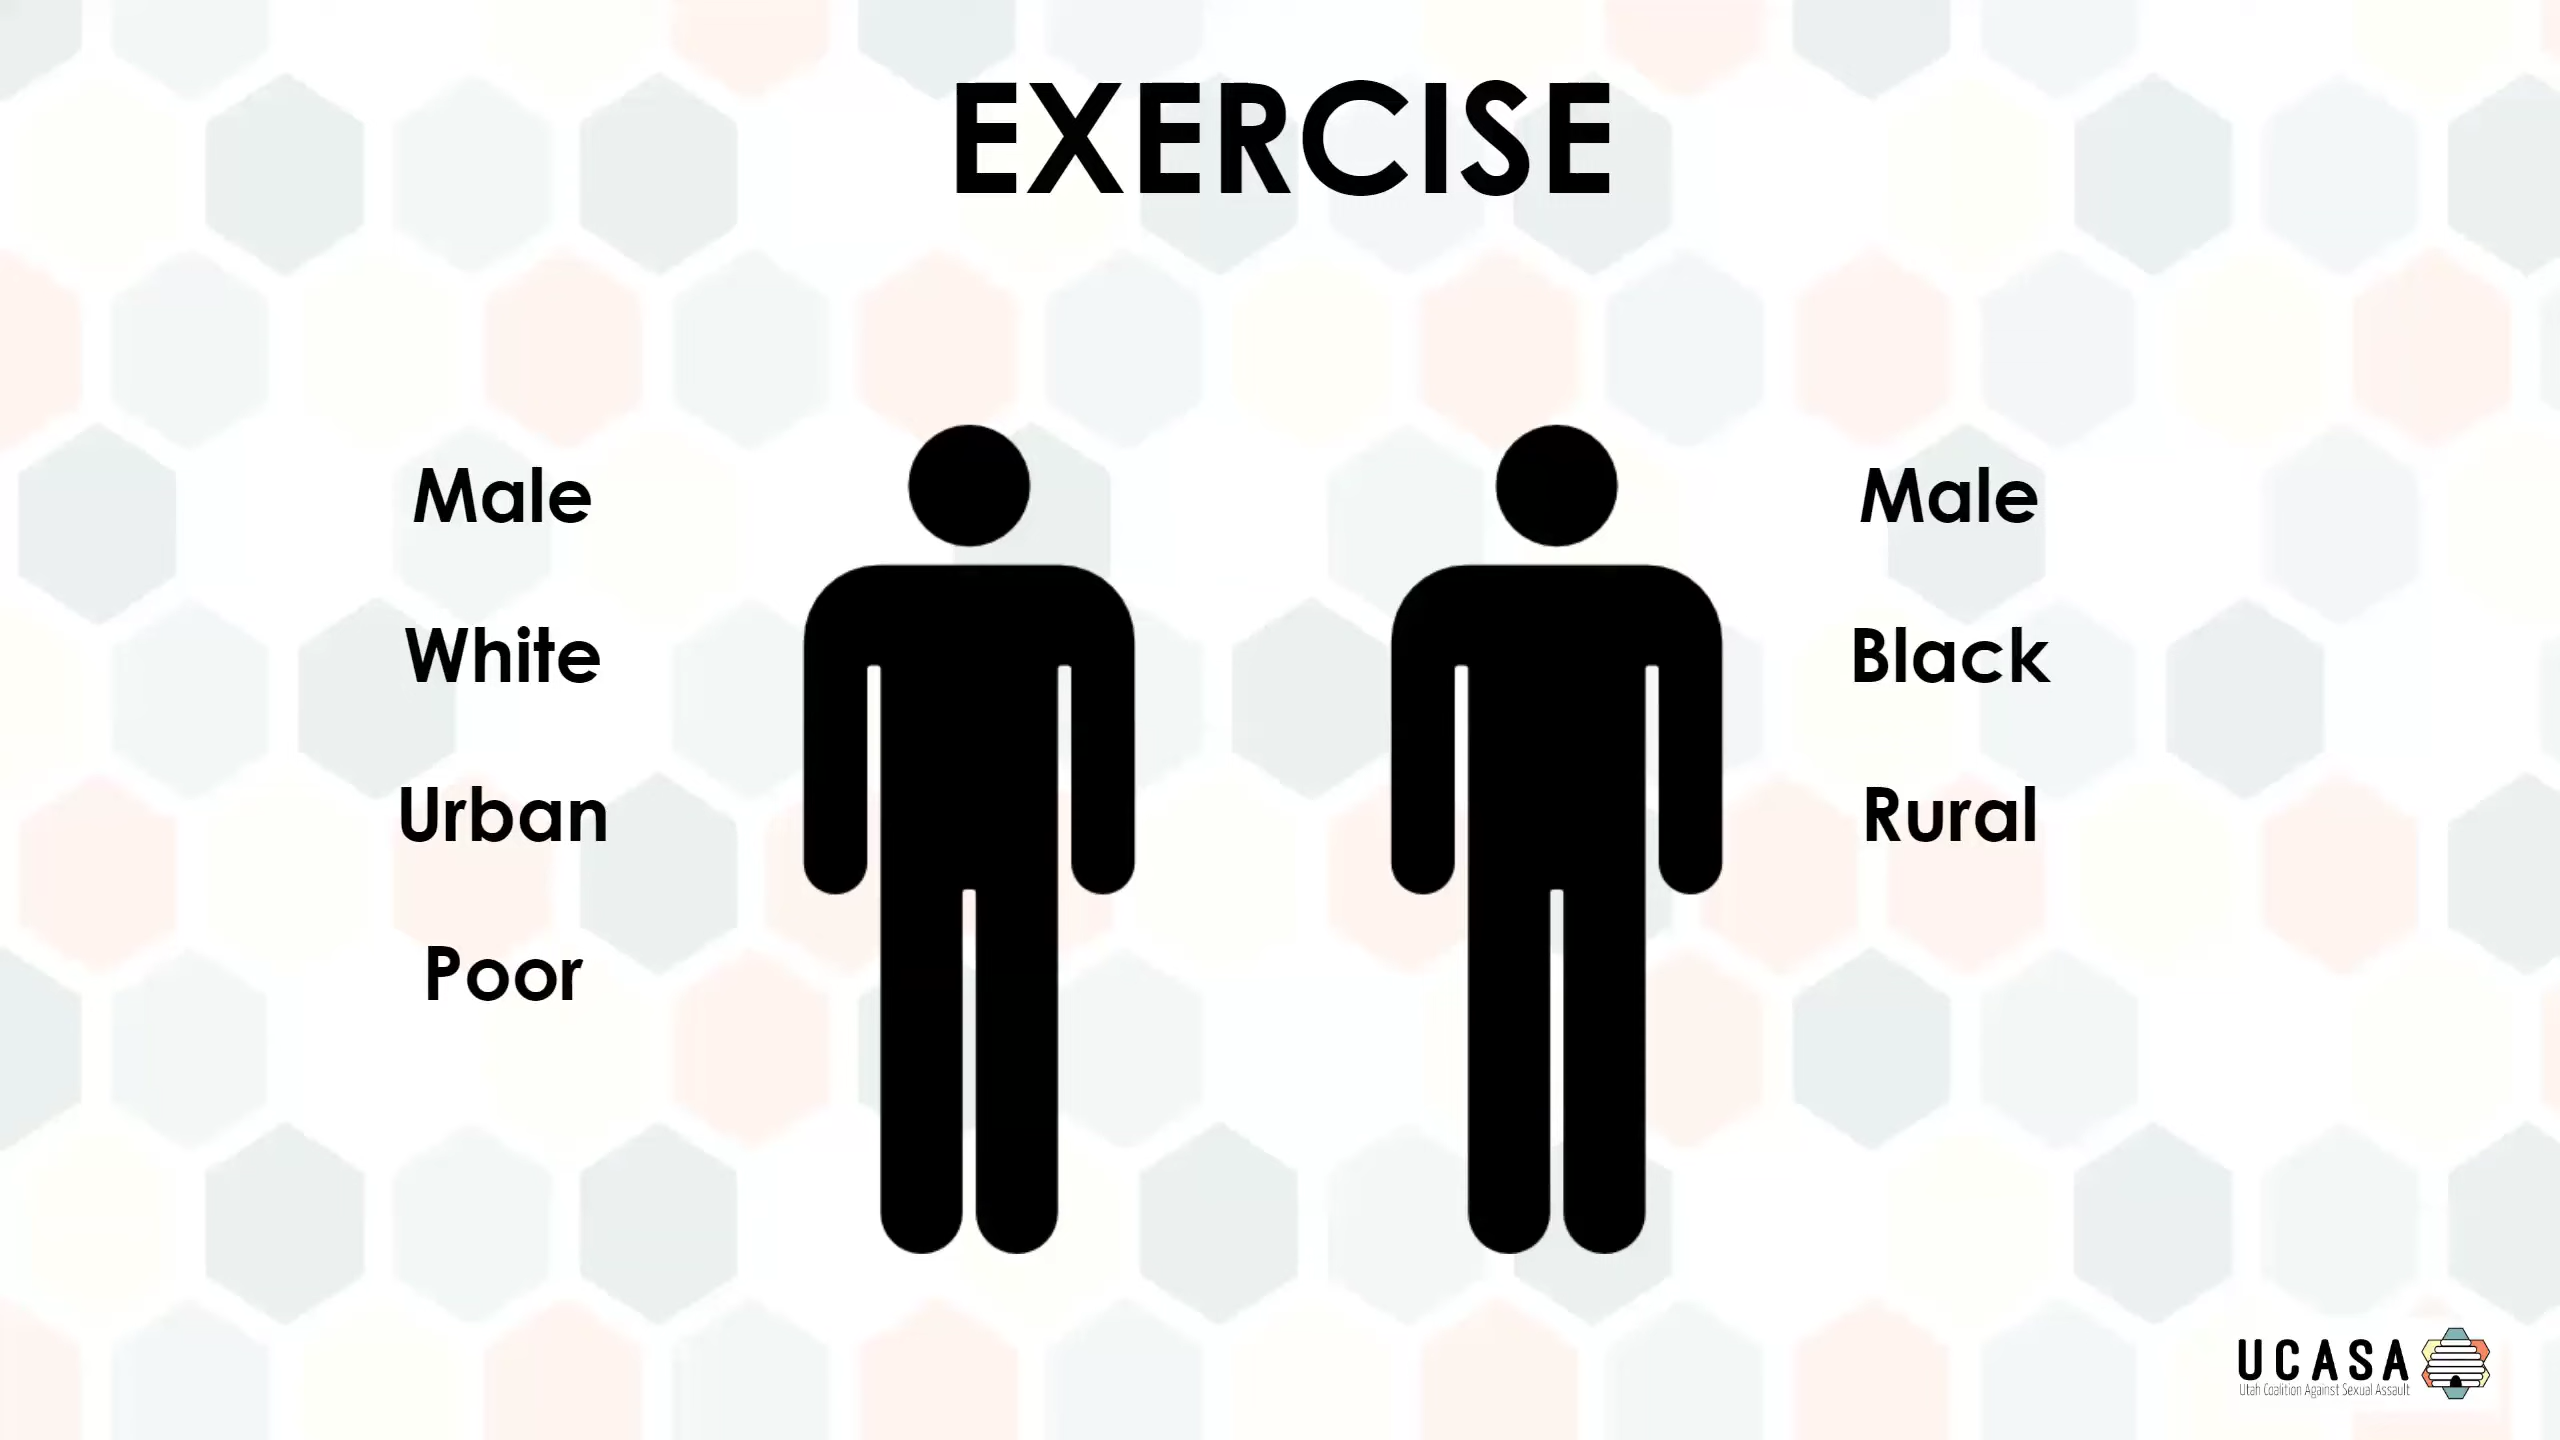 EXERCISE
Male
White
Urban
Poor
Male
Black
Rural
UCASA
Utah Coalition Against Sexual Assault